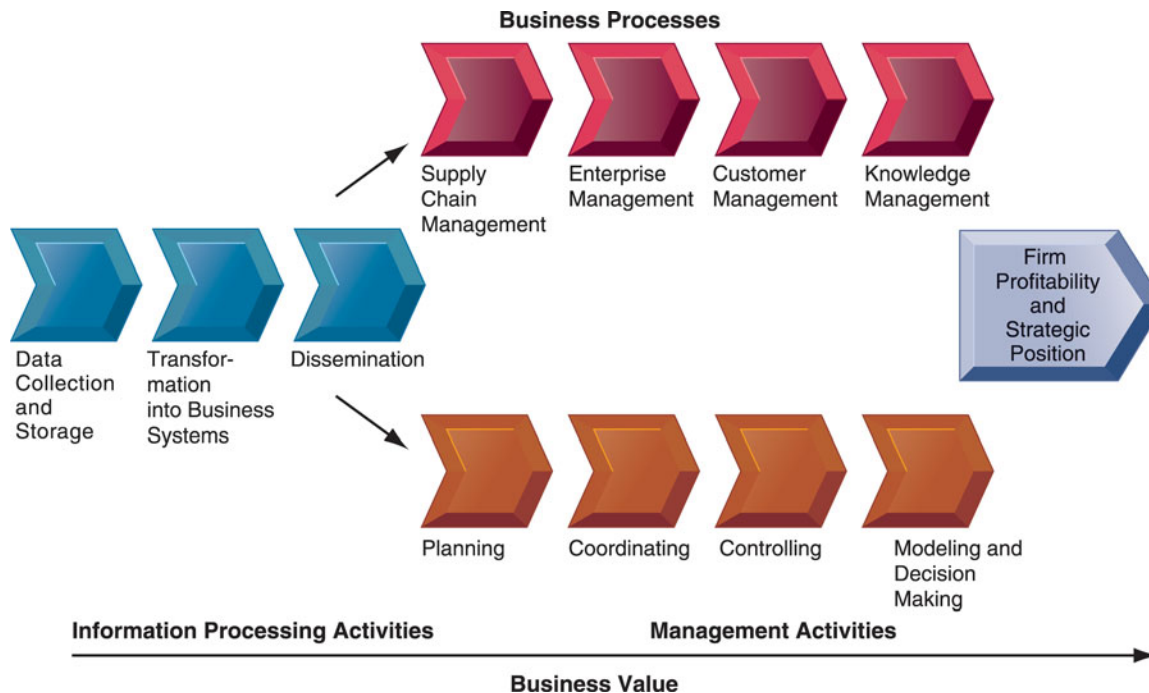 Business Processes
Supply
Chain
Management
Enterprise
Management
Customer
Management
Knowledge
Management
Data
Collection
and
Storage
Transfor-
mation
into Business
Systems
Dissemination
Firm
Profitability
and
Strategic
Position
Planning
Coordinating
Controlling
Modeling and
Decision
Making
Information Processing Activities
Management Activities
Business Value